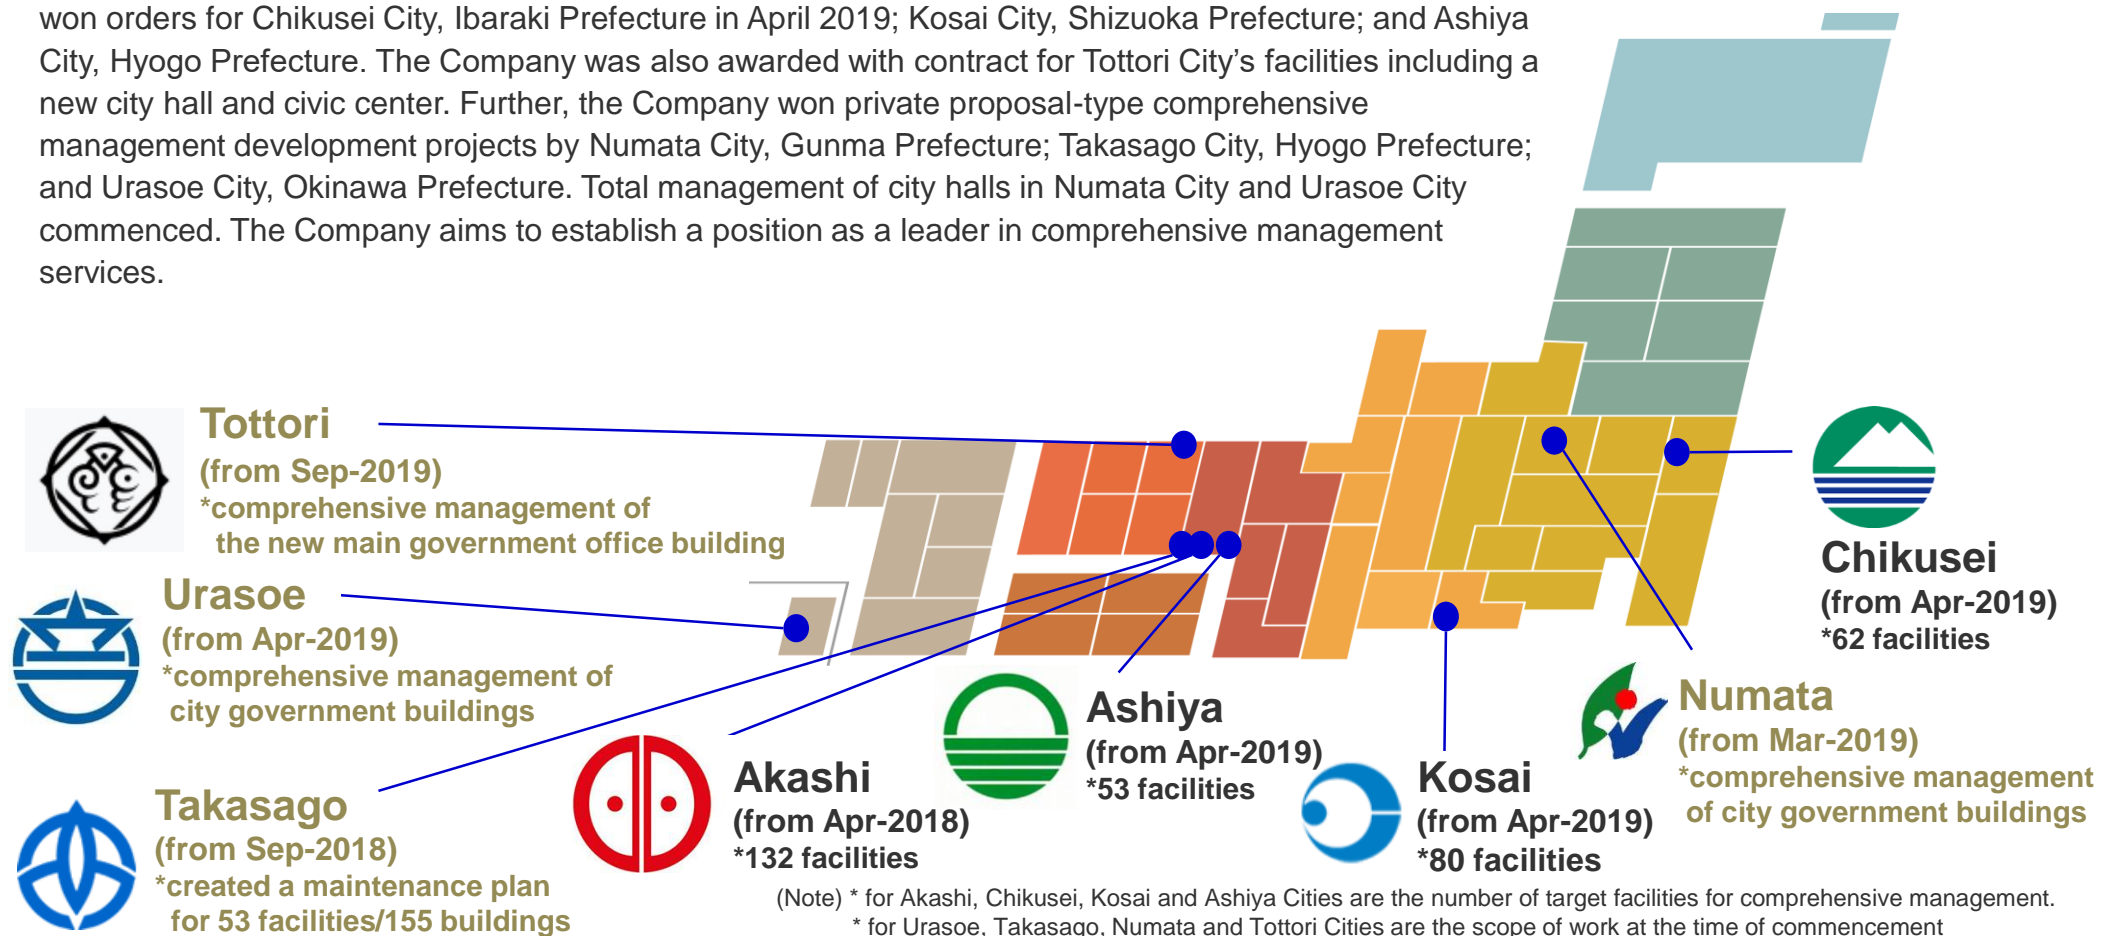 won orders for Chikusei City, Ibaraki Prefecture in April 2019; Kosai City, Shizuoka Prefecture; and Ashiya
City, Hyogo Prefecture. The Company was also awarded with contract for Tottori City’s facilities including a
new city hall and civic center. Further, the Company won private proposal-type comprehensive
management development projects by Numata City, Gunma Prefecture; Takasago City, Hyogo Prefecture;
and Urasoe City, Okinawa Prefecture. Total management of city halls in Numata City and Urasoe City
commenced. The Company aims to establish a position as a leader in comprehensive management
services.
Tottori
(from Sep-2019)
*comprehensive management of
the new main government office building
Urasoe
(from Apr-2019)
*comprehensive management of
city government buildings
Takasago
(from Sep-2018)
*created a maintenance plan
for 53 facilities/155 buildings
Akashi
(from Apr-2018)
*132 facilities
Ashiya
(from Apr-2019)
*53 facilities
Kosai
(from Apr-2019)
*80 facilities
Numata
(from Mar-2019)
*comprehensive management
of city government buildings
Chikusei
(from Apr-2019)
*62 facilities
(Note) * for Akashi, Chikusei, Kosai and Ashiya Cities are the number of target facilities for comprehensive management.
* for Urasoe, Takasago, Numata and Tottori Cities are the scope of work at the time of commencement